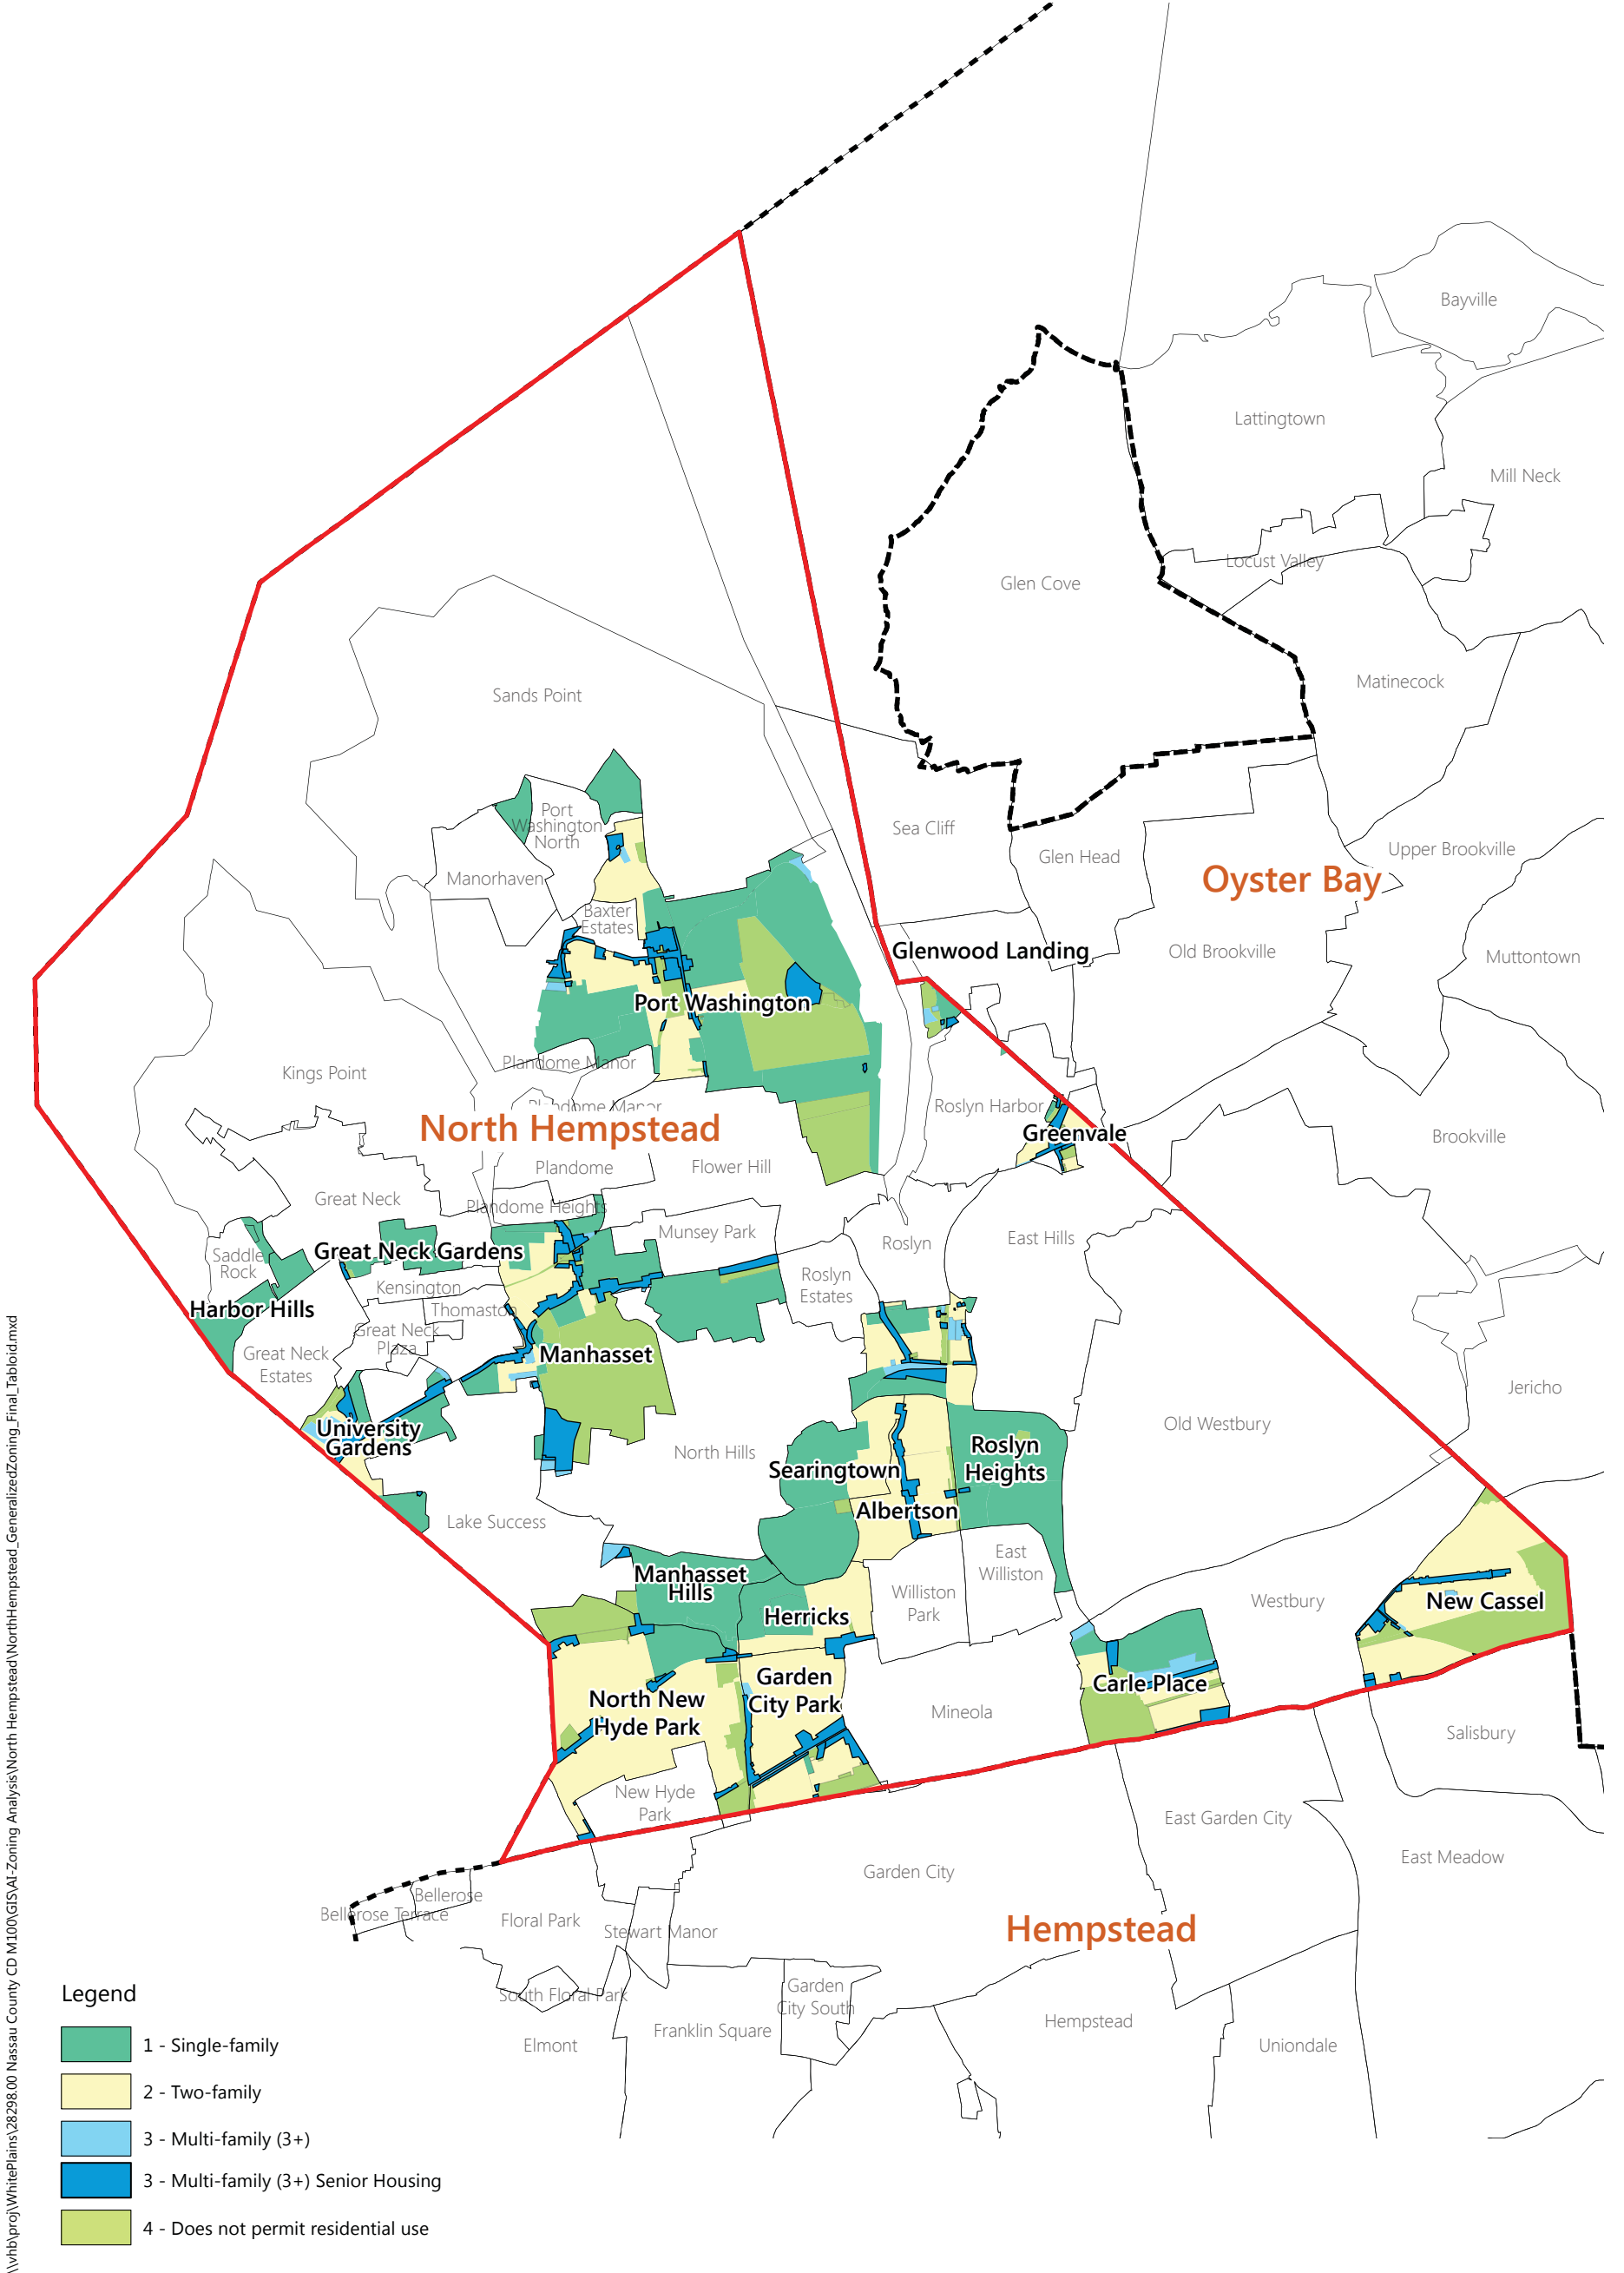 Bayville
Lattingtown
Mill Neck
Locust Valley
Glen Cove
Matinecock
Sands Point
Port
Washington
North
Sea Cliff
Glen Head
Upper Brookville
Oyster Bay
Manorhaven
Baxter
Estates
Glenwood Landing
Old Brookville
Muttontown
Port Washington
Plandome Manor
Kings Point
Plandome Manor
Roslyn Harbor
North Hempstead
Greenvale
Brookville
Plandome
Flower Hill
Great Neck
Plandome Heights
Munsey Park
Roslyn
East Hills
Saddle
Rock
Great Neck Gardens
Kensington
Roslyn
Estates
Harbor Hills
Thomaston
Great Neck
Plaza
Great Neck
Estates
Manhasset
Jericho
University
Gardens
Old Westbury
North Hills
Roslyn
Heights
Searingtown
Albertson
Lake Success
East
Williston
Manhasset
Hills
Williston
Park
Herricks
Westbury
New Cassel
Garden
City Park
Carle Place
North New
Hyde Park
Mineola
Salisbury
New Hyde
Park
East Garden City
East Meadow
Garden City
Bellerose
Bellerose Terrace
Floral Park
Stewart Manor
Hempstead
South Floral Park
Garden
City South
Elmont
Franklin Square
Hempstead
Uniondale
Legend
1 - Single-family
2 - Two-family
3 - Multi-family (3+)
3 - Multi-family (3+) Senior Housing
4 - Does not permit residential use
\\vhb\proj\WhitePlains\28298.00 Nassau County CD M100\GIS\AI-Zoning Analysis\North Hempstead\NorthHempstead_GeneralizedZoning_Final_Tabloid.mxd